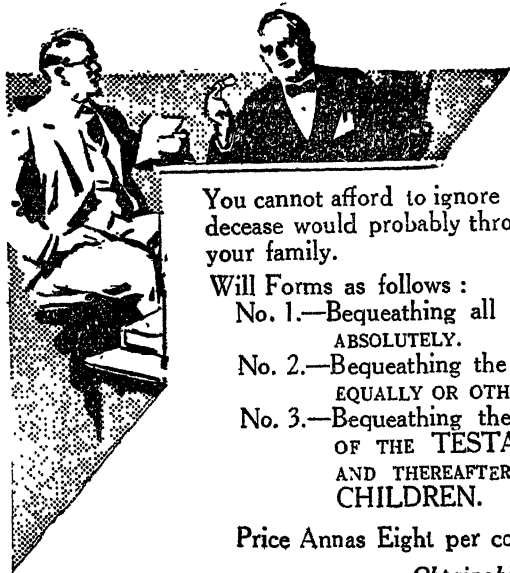 You cannot afford to ignore
decease would probably thro
your family.
Will Forms as follows :
No. 1.—Bequeathing all
ABSOLUTELY.
No. 2.—Bequeathing the
EQUALLY OR OTH
No. 3.—Bequeathing the
OF THE TESTA
AND THEREAFTER
CHILDREN.
Price Annas Eight per co